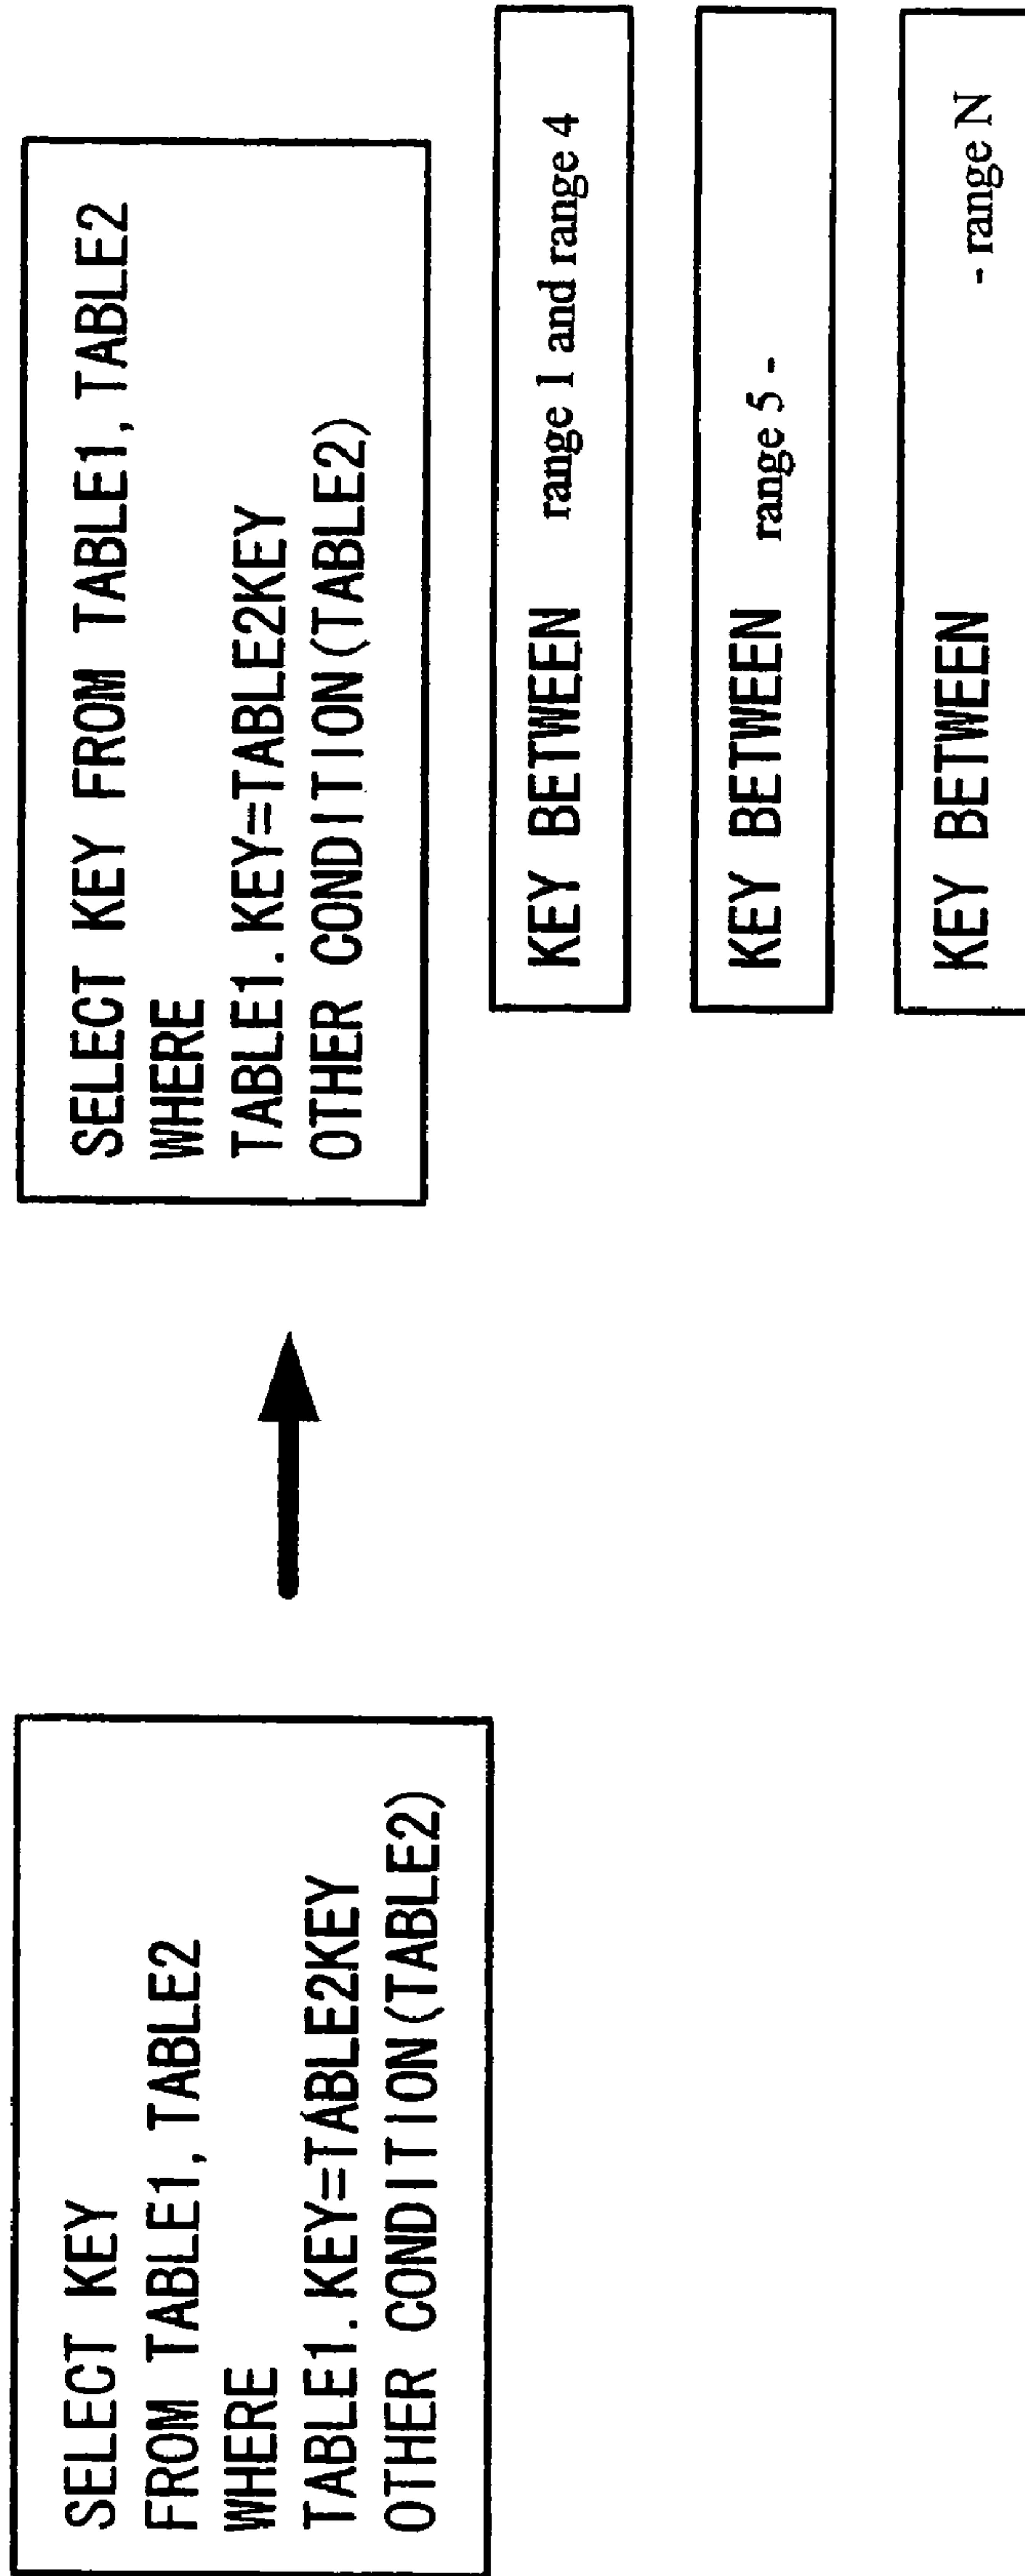 SELECT KEY
FROM TABLE1, TABLE2
WHERE
TABLE1. KEY=TABLE2KEY
OTHER CONDITION(TABLE2)
SELECT KEY FROM TABLE1, TABLE2
WHERE
TABLE1. KEY=TABLE2KEY
OTHER CONDITION(TABLE2)
KEY BETWEEN range 1 and range 4
KEY BETWEEN range 5 -
KEY BETWEEN - range N